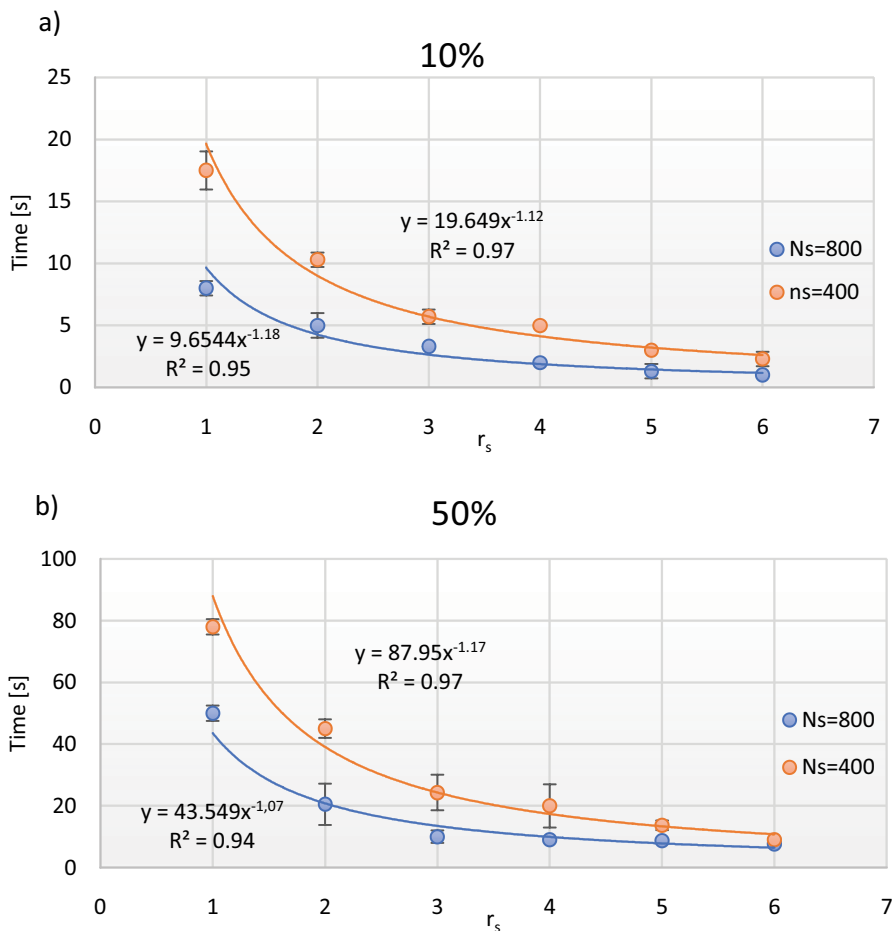 a)
10%
25
20
15
10
5
0
Time [s]
y = 19.649x^-1.12
R² = 0.97
y = 9.6544x^-1.18
R² = 0.95
Ns=800
ns=400
0 1 2 3 4 5 6 7
r_s
b)
50%
100
80
60
40
20
0
Time [s]
y = 87.95x^-1.17
R² = 0.97
y = 43.549x^-1,07
R² = 0.94
Ns=800
Ns=400
0 1 2 3 4 5 6 7
r_s